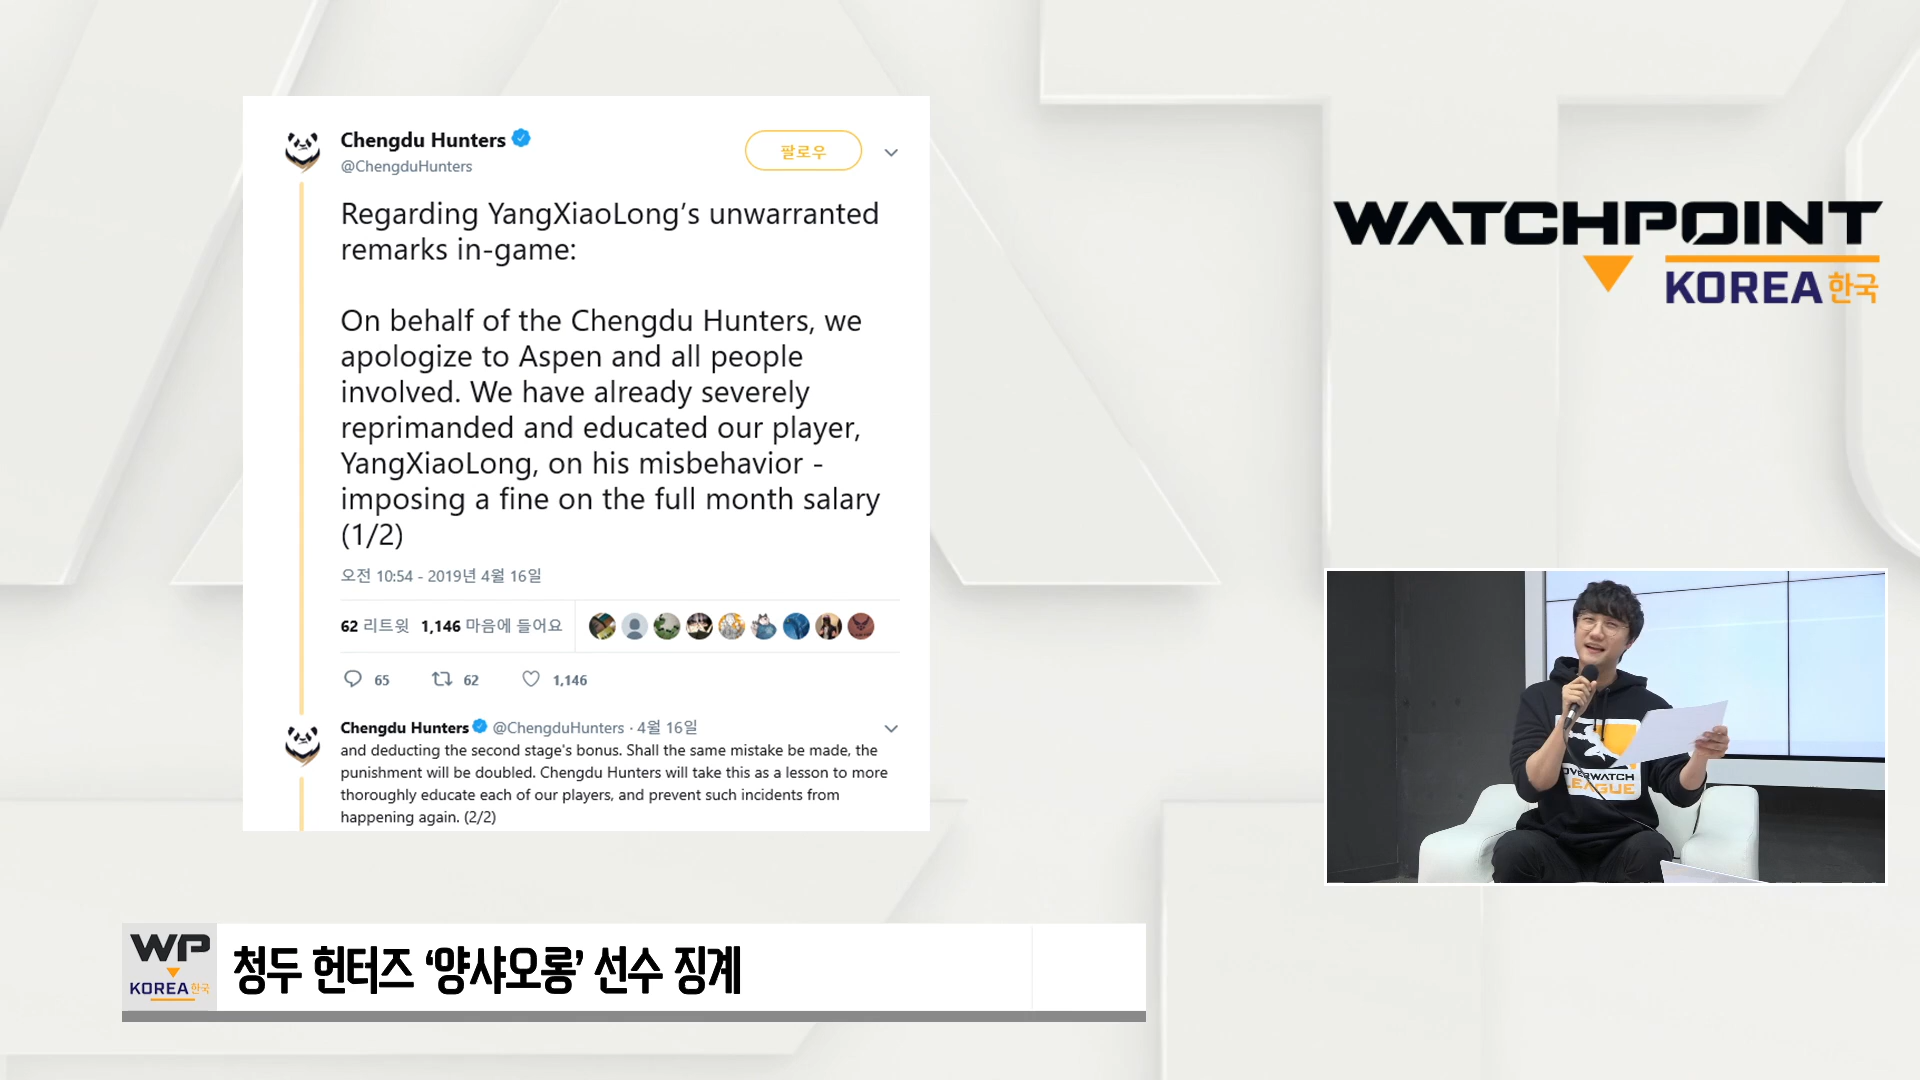 Chengdu Hunters
@ChengduHunters
팔로우
Regarding YangXiaoLong’s unwarranted
remarks in-game:
On behalf of the Chengdu Hunters, we
apologize to Aspen and all people
involved. We have already severely
reprimanded and educated our player,
YangXiaoLong, on his misbehavior -
imposing a fine on the full month salary
(1/2)
오전 10:54 - 2019년 4월 16일
62 리트윗 1,146 마음에 들어요
65 62 1,146
Chengdu Hunters @ChengduHunters · 4월 16일
and deducting the second stage's bonus. Shall the same mistake be made, the
punishment will be doubled. Chengdu Hunters will take this as a lesson to more
thoroughly educate each of our players, and prevent such incidents from
happening again. (2/2)
WATCHPOINT
KOREA 한국
OVERWATCH
LEAGUE
WP
KOREA 한국
청두 헌터즈 ‘양샤오롱’ 선수 징계